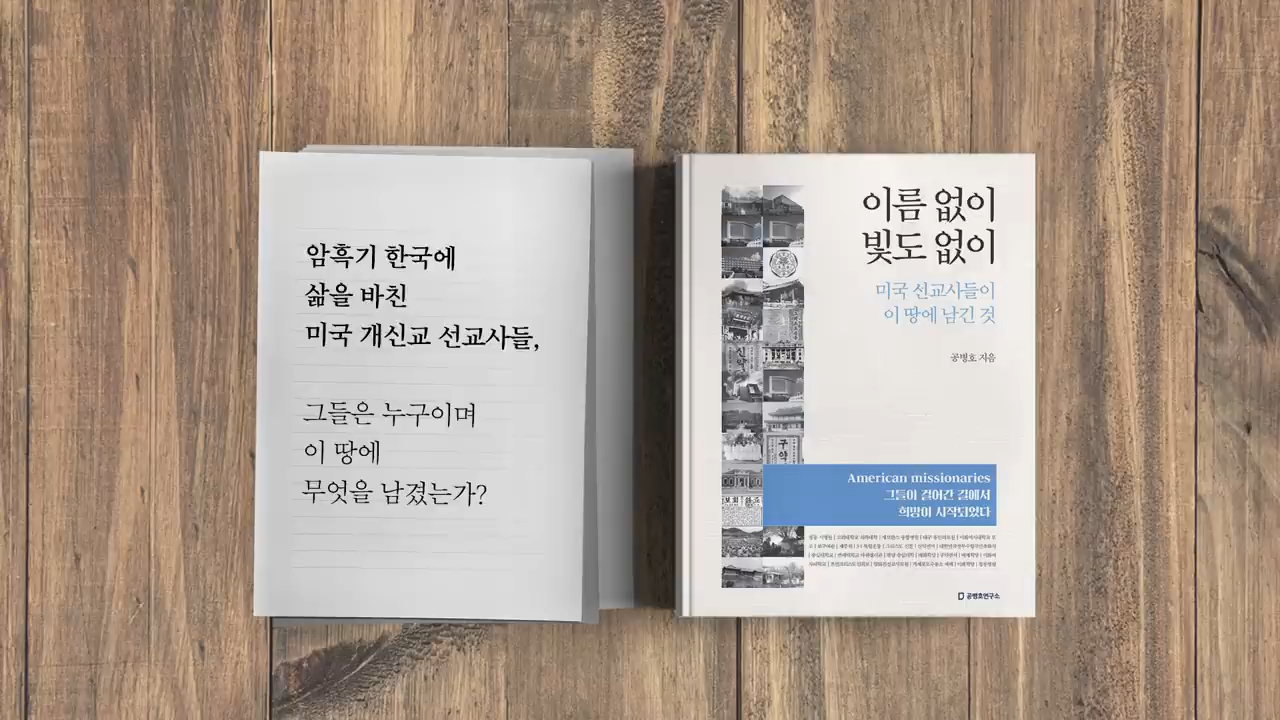 암흑기 한국에
삶을 바친
미국 개신교 선교사들,
그들은 누구이며
이 땅에
무엇을 남겼는가?
이름 없이
빛도 없이
미국 선교사들이
이 땅에 남긴 것
공병호 지음
신약
구약
American missionaries
그들이 걸어간 길에서
희망이 시작되었다
공병호연구소